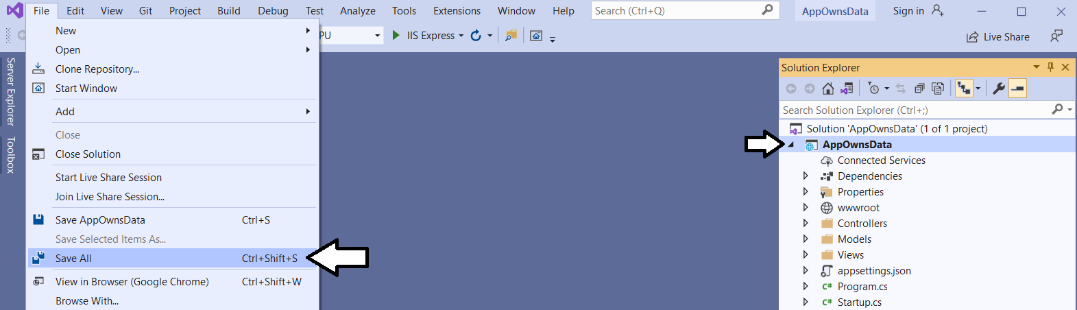 File Edit View Git Project Build Debug Test Analyze Tools Extensions Window Help Search (Ctrl+Q) AppOwnsData Sign in
PU IIS Express Live Share
Server Explorer
Toolbox
New
Open
Clone Repository...
Start Window
Add
Close
Close Solution
Start Live Share Session
Join Live Share Session...
Save AppOwnsData Ctrl+S
Save Selected Items As...
Save All Ctrl+Shift+S
View in Browser (Google Chrome) Ctrl+Shift+W
Browse With...
Solution Explorer
Search Solution Explorer (Ctrl+;)
Solution 'AppOwnsData' (1 of 1 project)
AppOwnsData
Connected Services
Dependencies
Properties
wwwroot
Controllers
Models
Views
appsettings.json
C# Program.cs
C# Startup.cs